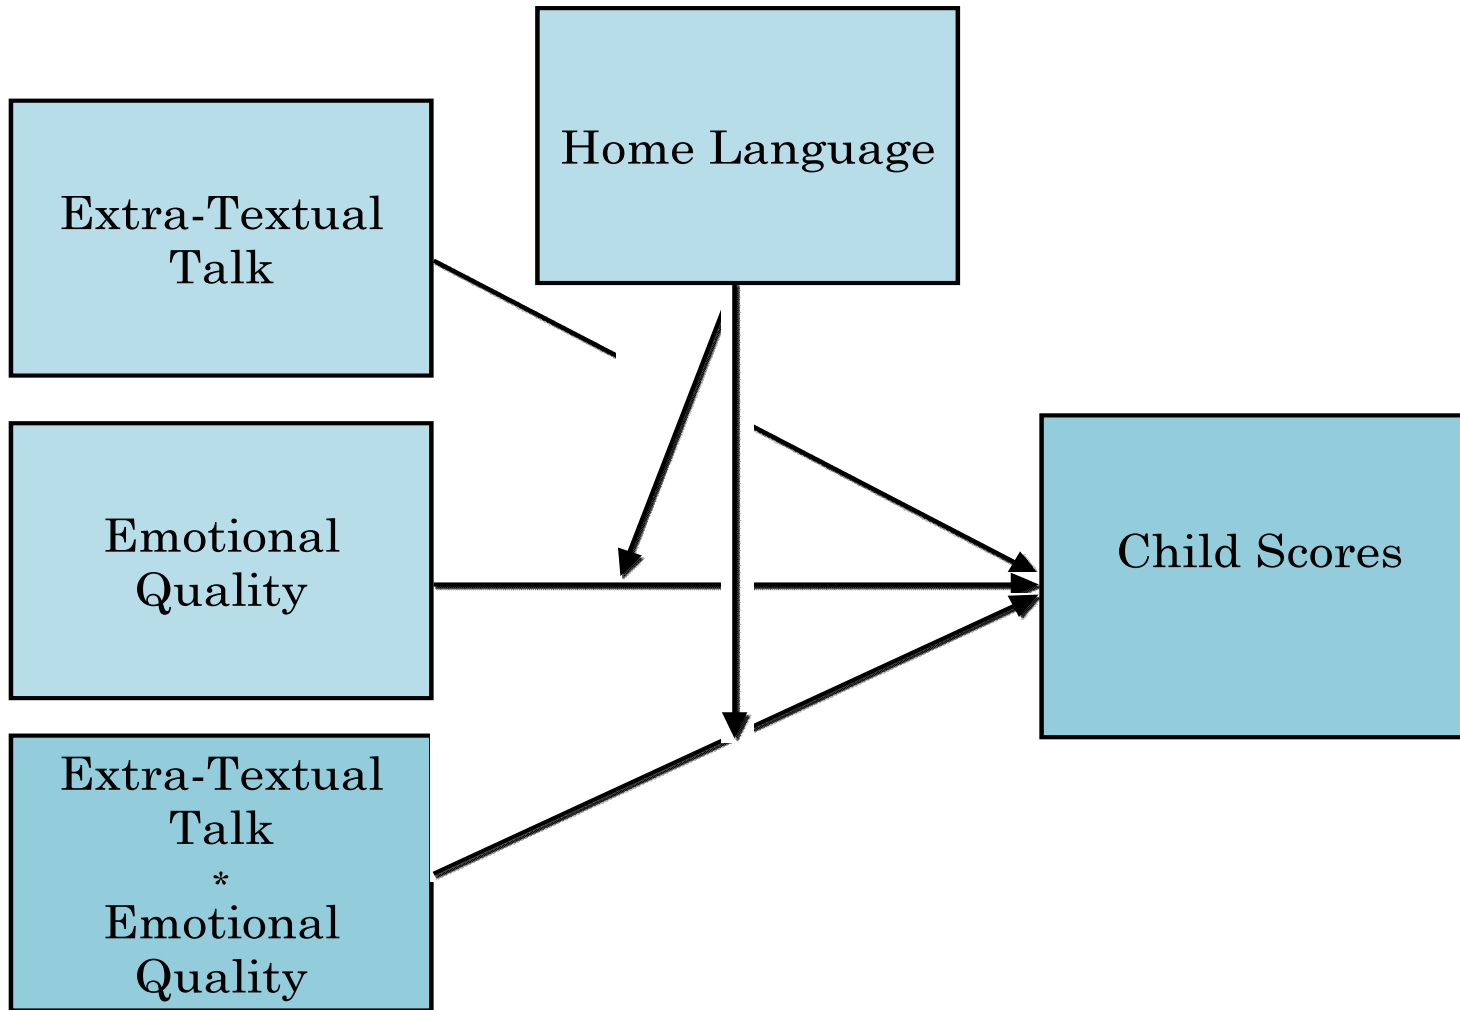 Home Language
Extra-Textual
Talk
Emotional
Quality
Child Scores
Extra-Textual
Talk
*
Emotional
Quality